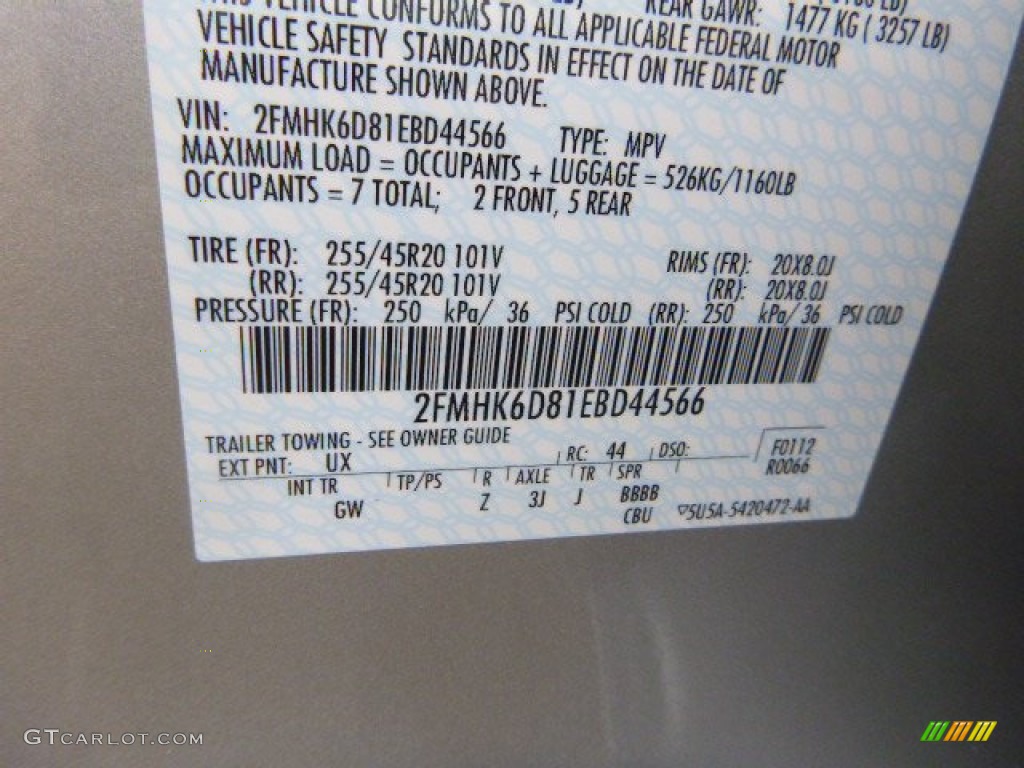 REAR GAWR: 1477 KG ( 3257 LB)
THIS VEHICLE CONFORMS TO ALL APPLICABLE FEDERAL MOTOR
VEHICLE SAFETY STANDARDS IN EFFECT ON THE DATE OF
MANUFACTURE SHOWN ABOVE.
VIN: 2FMHK6D81EBD44566 TYPE: MPV
MAXIMUM LOAD = OCCUPANTS + LUGGAGE = 526KG/1160LB
OCCUPANTS = 7 TOTAL; 2 FRONT, 5 REAR
TIRE (FR): 255/45R20 101V RIMS (FR): 20X8.0J
(RR): 255/45R20 101V (RR): 20X8.0J
PRESSURE (FR): 250 kPa/ 36 PSI COLD (RR): 250 kPa/ 36 PSI COLD
2FMHK6D81EBD44566
TRAILER TOWING - SEE OWNER GUIDE
EXT PNT: UX RC: 44 DSO: F0112
R0066
INT TR TP/PS R AXLE TR SPR
GW Z 3J J BBBB
CBU 5U5A-5420472-AA
GTCARLOT.COM